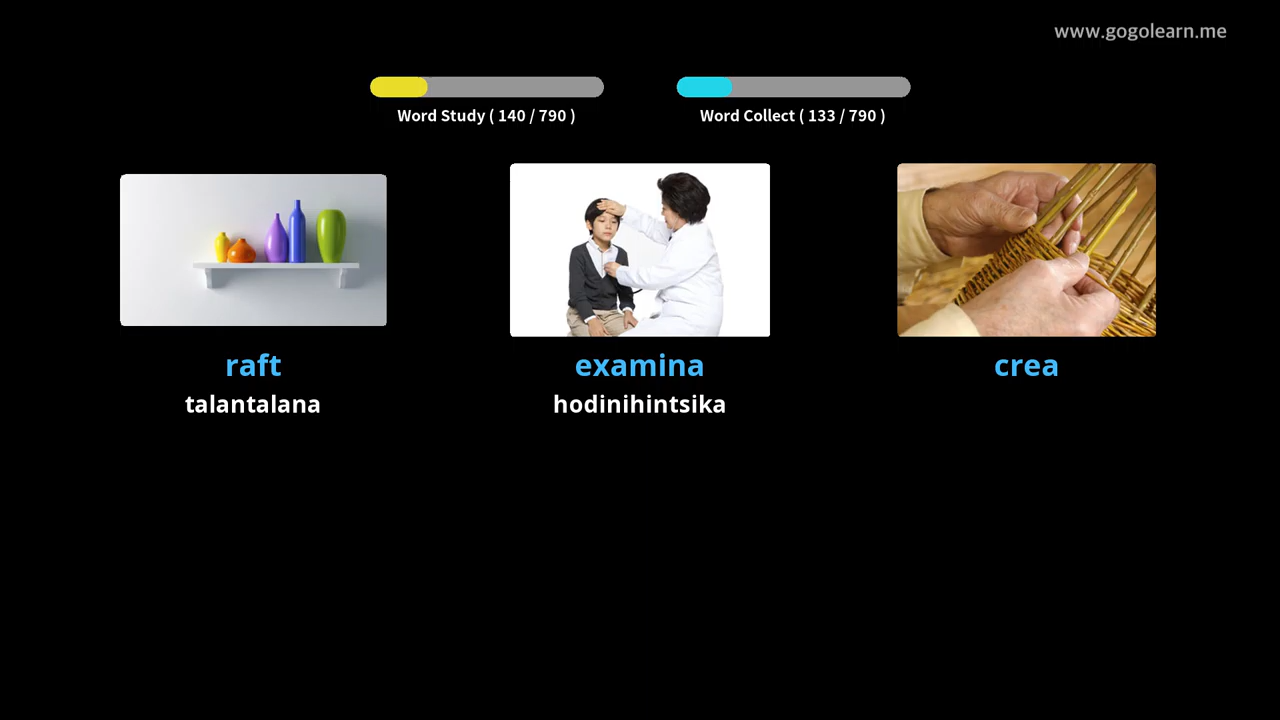 www.gogolearn.me
Word Study ( 140 / 790 )
Word Collect ( 133 / 790 )
raft
talantalana
examina
hodinihintsika
crea